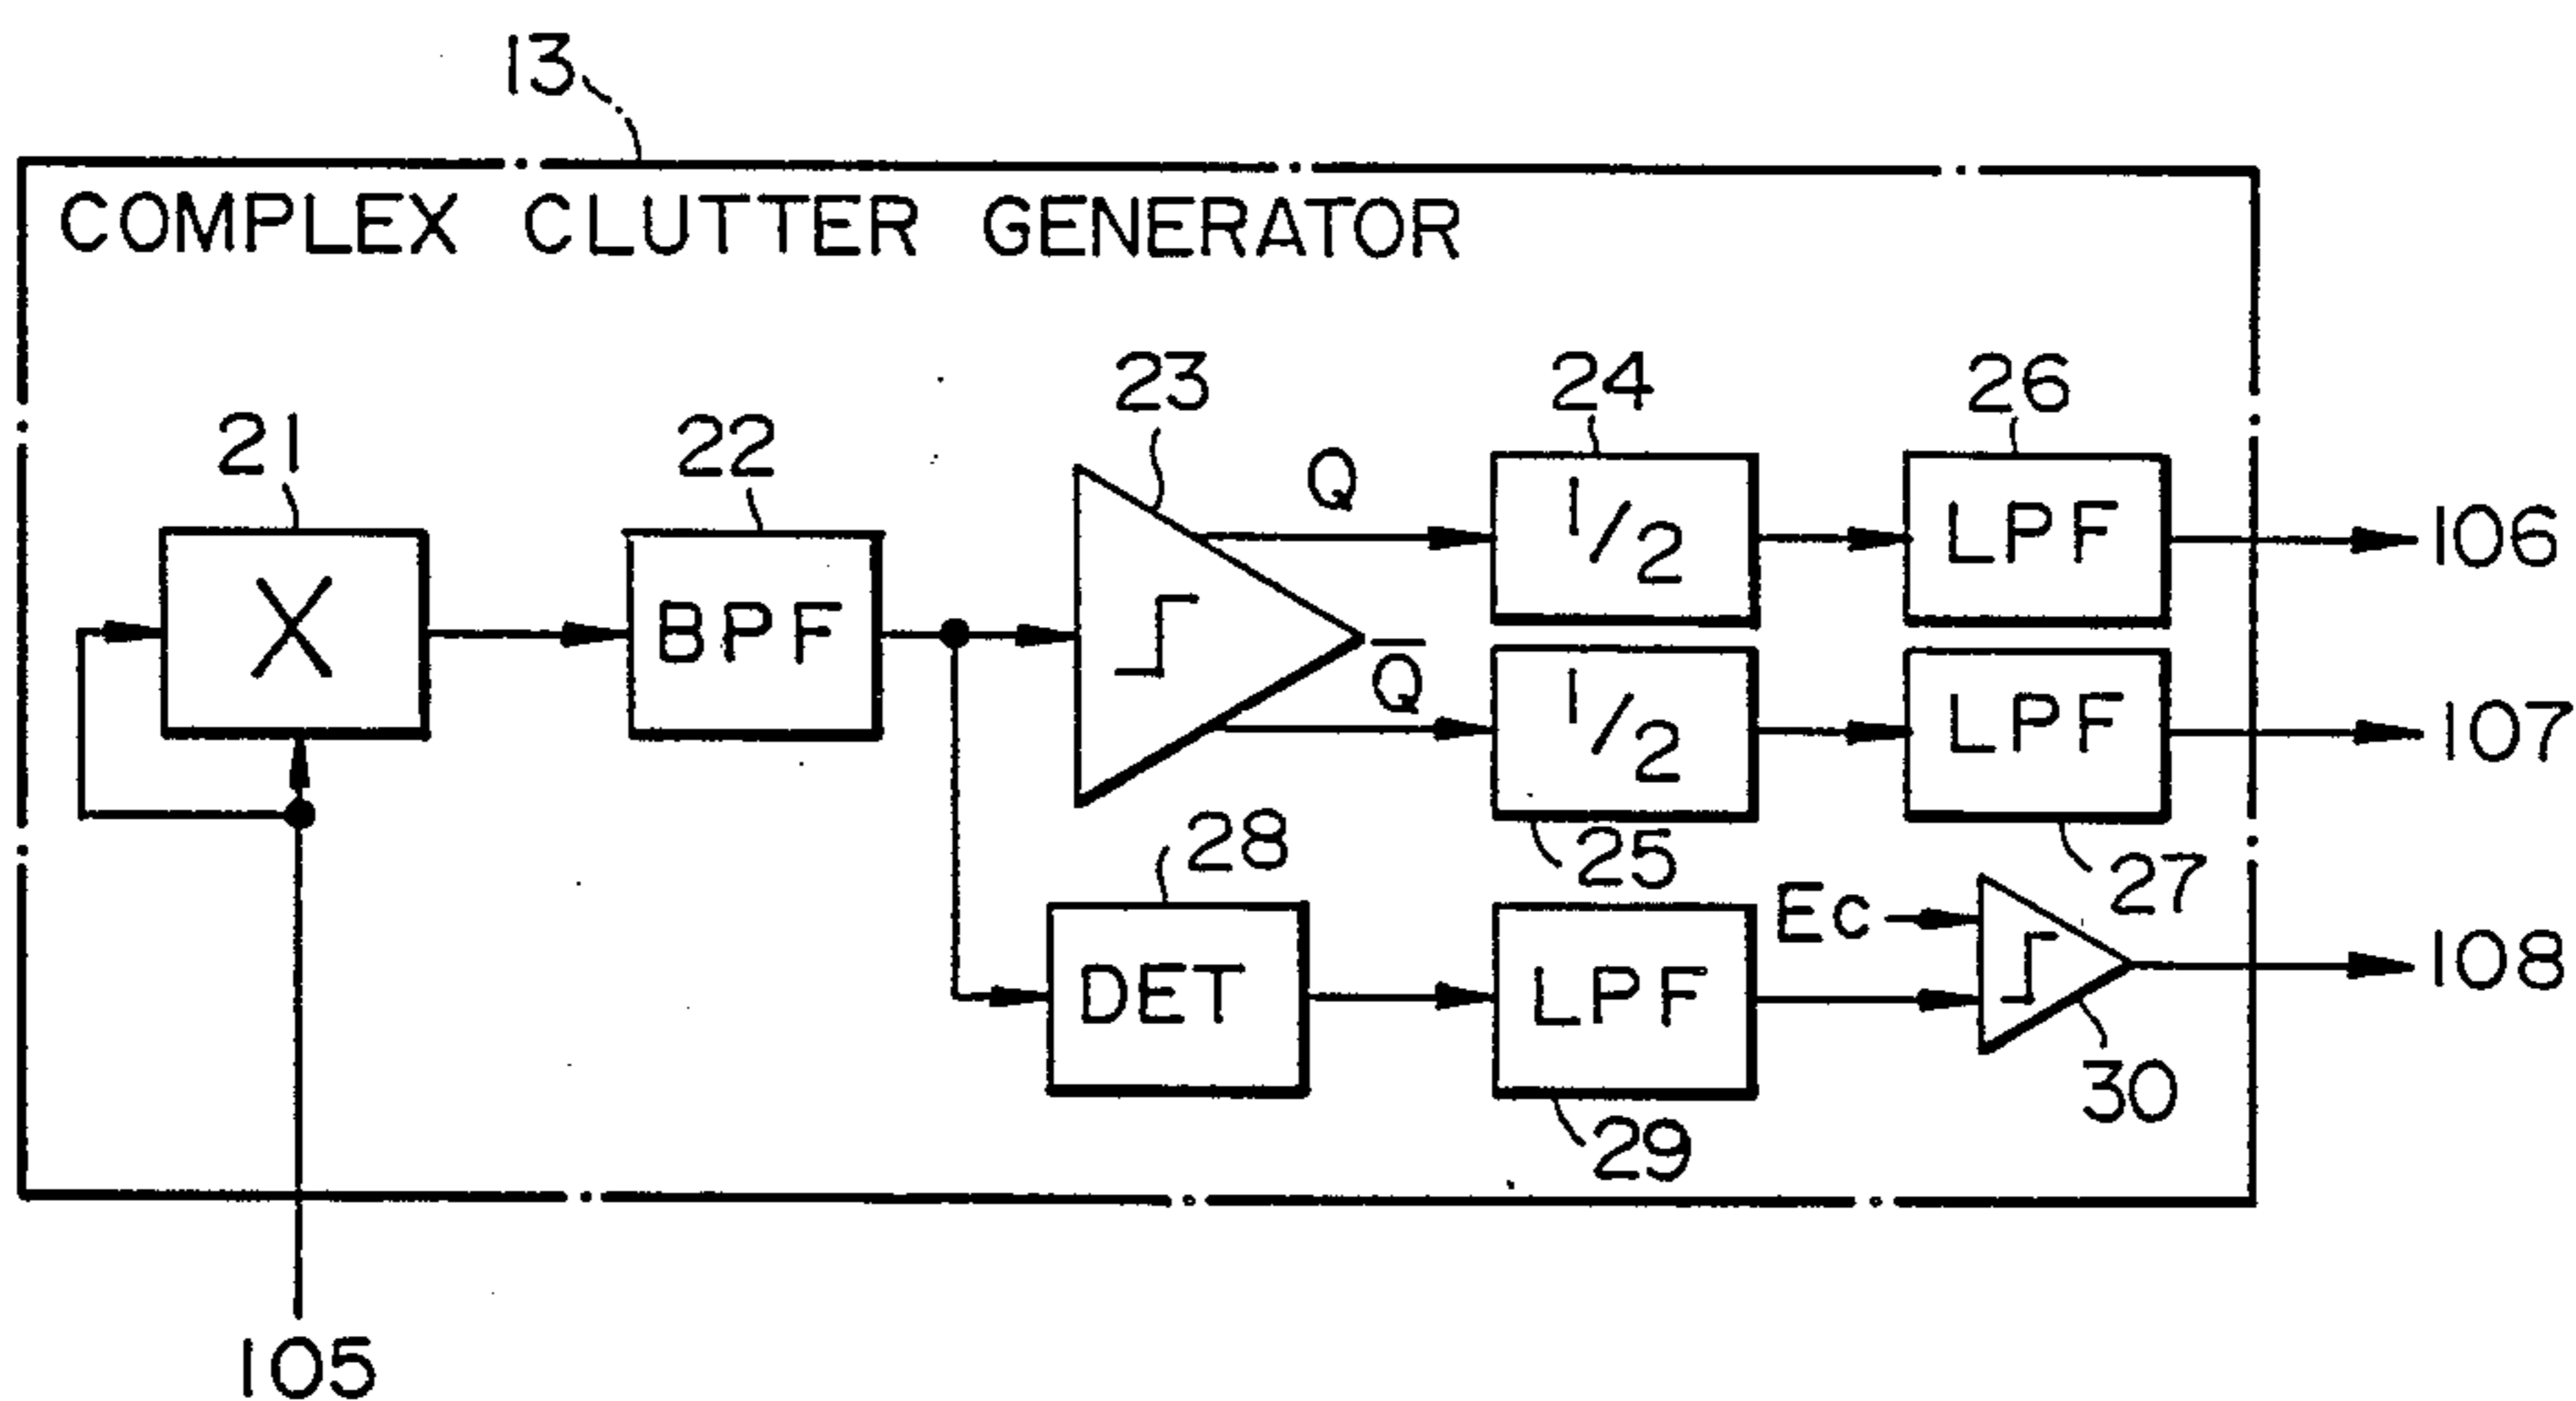 13
COMPLEX CLUTTER GENERATOR
21
X
22
BPF
23
Q
Q̅
24
1/2
26
LPF
106
25
1/2
27
LPF
107
28
DET
29
LPF
Ec
30
108
105